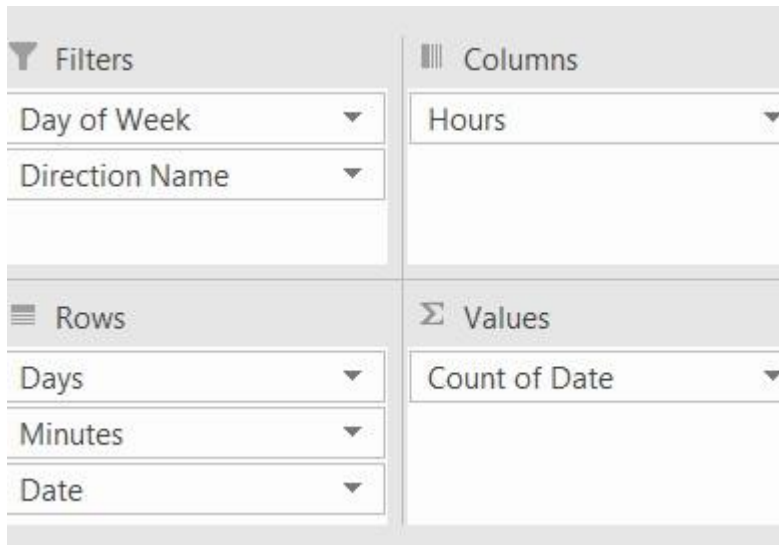 Filters
Day of Week
Direction Name
Columns
Hours
Rows
Days
Minutes
Date
Σ Values
Count of Date